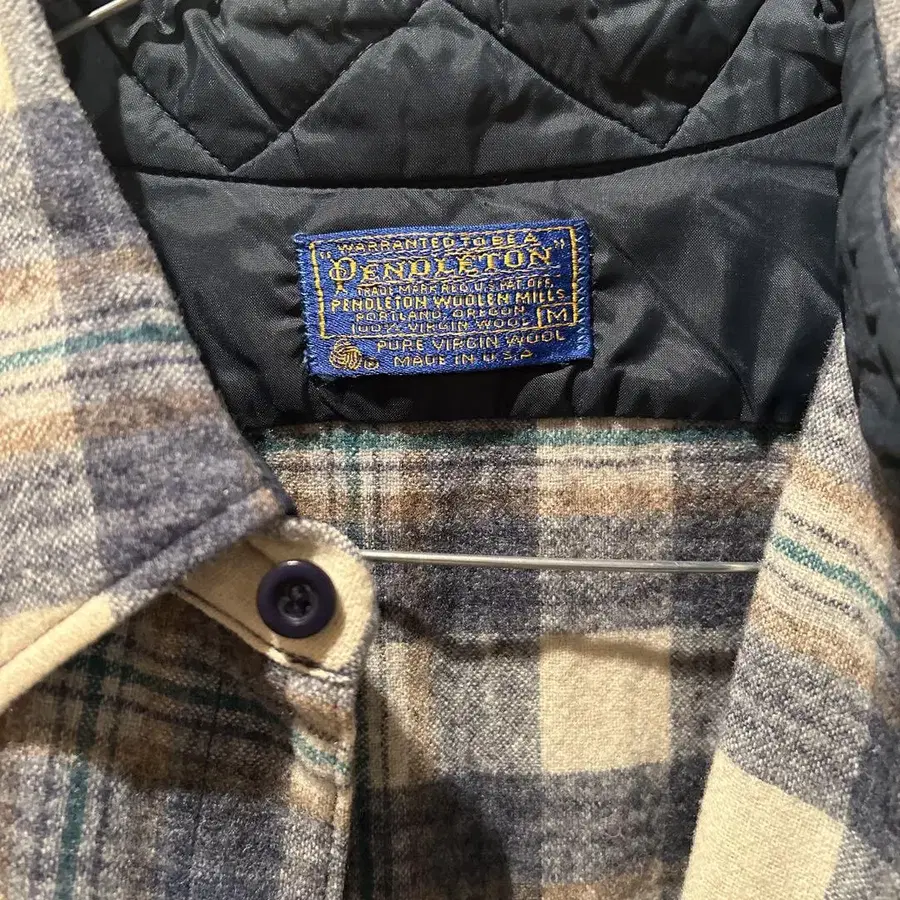 WARRANTED TO BE A
"PENDLETON"
TRADE MARK REG. U.S. PAT. OFF.
PENDLETON WOOLEN MILLS
PORTLAND, OREGON
100% VIRGIN WOOL M
PURE VIRGIN WOOL
MADE IN U.S.A